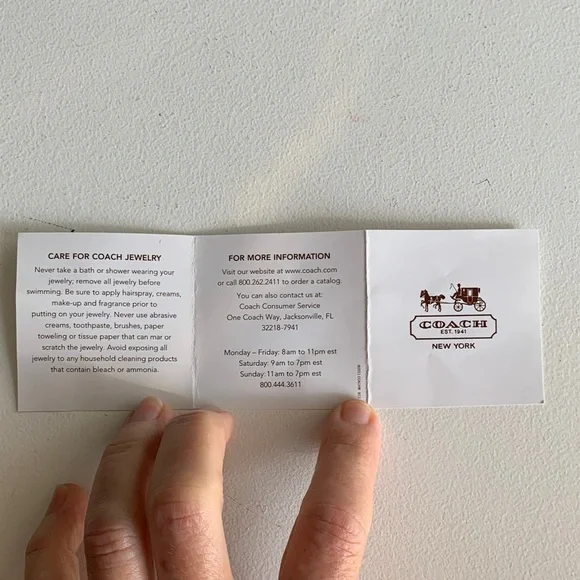 CARE FOR COACH JEWELRY
Never take a bath or shower wearing your
jewelry; remove all jewelry before
swimming. Be sure to apply hairspray, creams,
make-up and fragrance prior to
putting on your jewelry. Never use abrasive
creams, toothpaste, brushes, paper
toweling or tissue paper that can mar or
scratch the jewelry. Avoid exposing all
jewelry to any household cleaning products
that contain bleach or ammonia.
FOR MORE INFORMATION
Visit our website at www.coach.com
or call 800.262.2411 to order a catalog.
You can also contact us at:
Coach Consumer Service
One Coach Way, Jacksonville, FL
32218-7941
Monday – Friday: 8am to 11pm est
Saturday: 9am to 7pm est
Sunday: 11am to 7pm est
800.444.3611
COACH
EST. 1941
NEW YORK